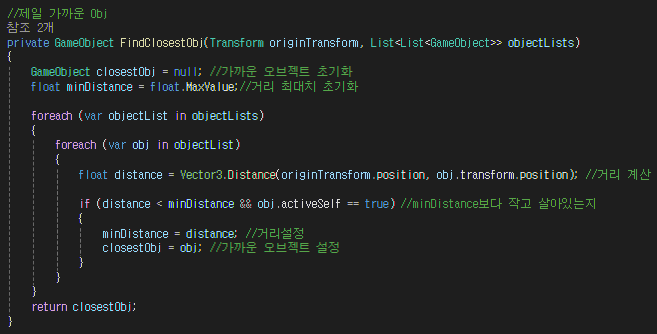 //제일 가까운 Obj
참조 2개
private GameObject FindClosestObj(Transform originTransform, List<List<GameObject>> objectLists)
{
GameObject closestObj = null; //가까운 오브젝트 초기화
float minDistance = float.MaxValue;//거리 최대치 초기화
foreach (var objectList in objectLists)
{
foreach (var obj in objectList)
{
float distance = Vector3.Distance(originTransform.position, obj.transform.position); //거리 계산
if (distance < minDistance && obj.activeSelf == true) //minDistance보다 작고 살아있는지
{
minDistance = distance; //거리설정
closestObj = obj; //가까운 오브젝트 설정
}
}
}
return closestObj;
}